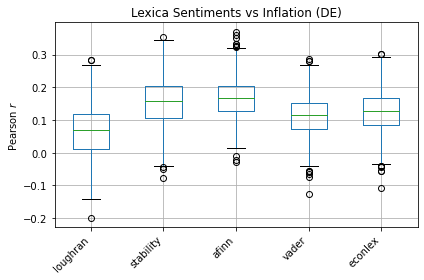 Lexica Sentiments vs Inflation (DE)
Pearson r
0.3
0.2
0.1
0.0
−0.1
−0.2
loughran
stability
afinn
vader
econlex